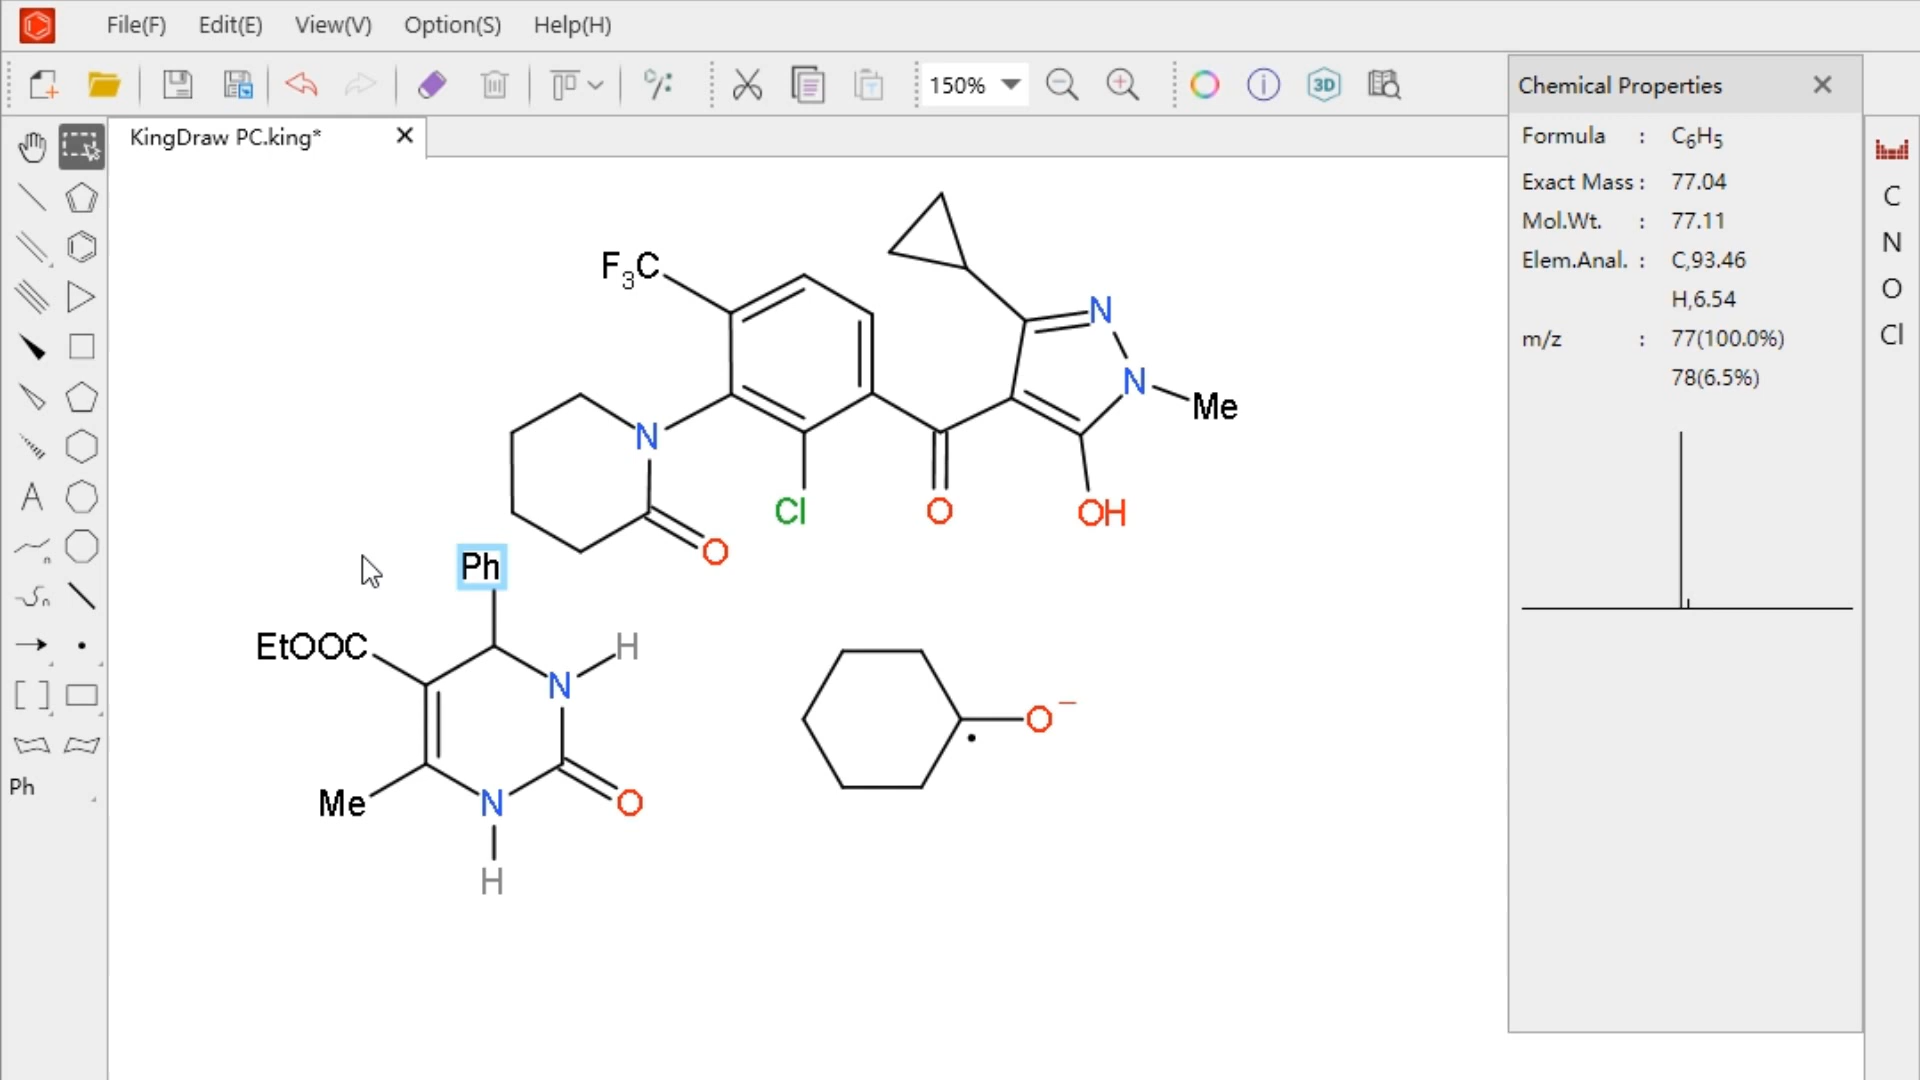 File(F) Edit(E) View(V) Option(S) Help(H)
150%
3D
Chemical Properties
KingDraw PC.king*
Formula : C₆H₅
Exact Mass : 77.04
Mol.Wt. : 77.11
Elem.Anal. : C,93.46
H,6.54
m/z : 77(100.0%)
78(6.5%)
C
N
O
Cl
A
n
n
Ph
F₃C
N
N
Me
N
Cl
O
OH
O
Ph
EtOOC
H
N
Me
N
O
H
O⁻